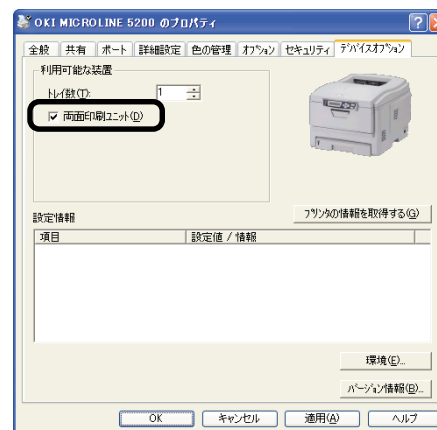 OKI MICROLINE 5200 のプロパティ
全般 共有 ポート 詳細設定 色の管理 オプション セキュリティ デバイスオプション
利用可能な装置
トレイ数(T): 1
両面印刷ユニット(D)
プリンタの情報を取得する(G)
設定情報
項目 設定値 / 情報
環境(E)...
バージョン情報(B)...
OK キャンセル 適用(A) ヘルプ